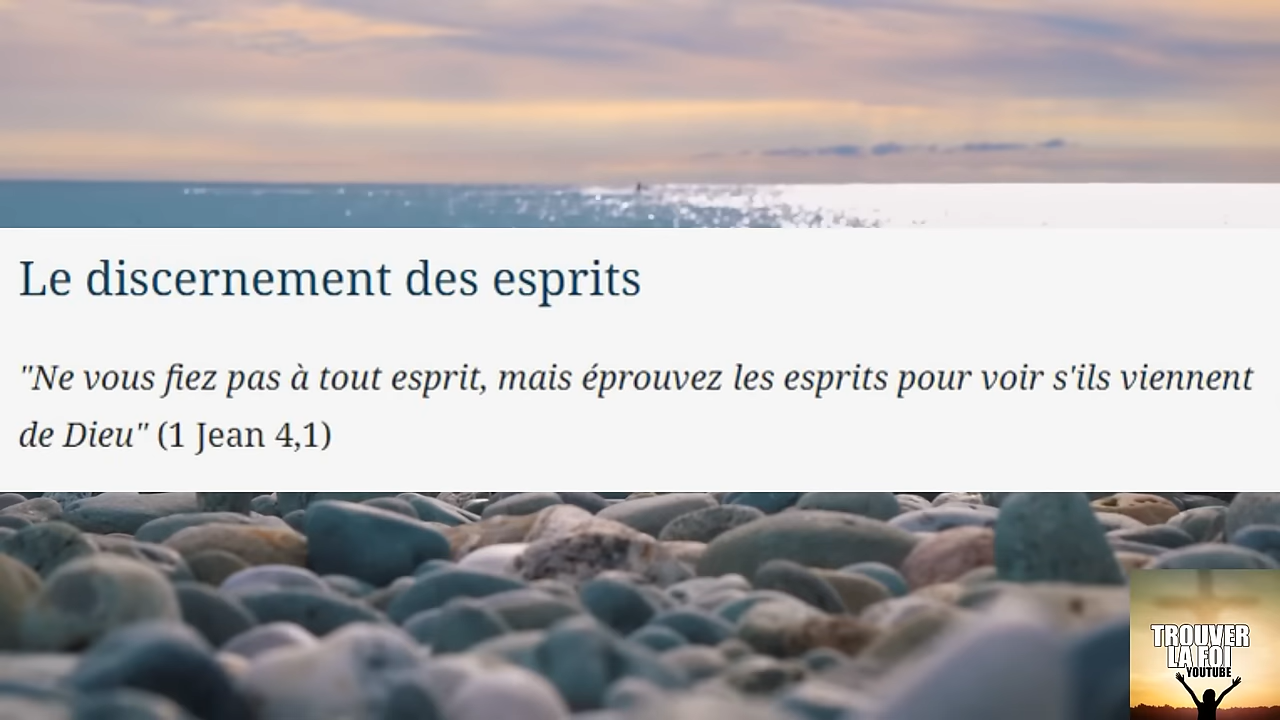 Le discernement des esprits
"Ne vous fiez pas à tout esprit, mais éprouvez les esprits pour voir s'ils viennent
de Dieu" (1 Jean 4,1)
TROUVER
LA FOI
YOUTUBE